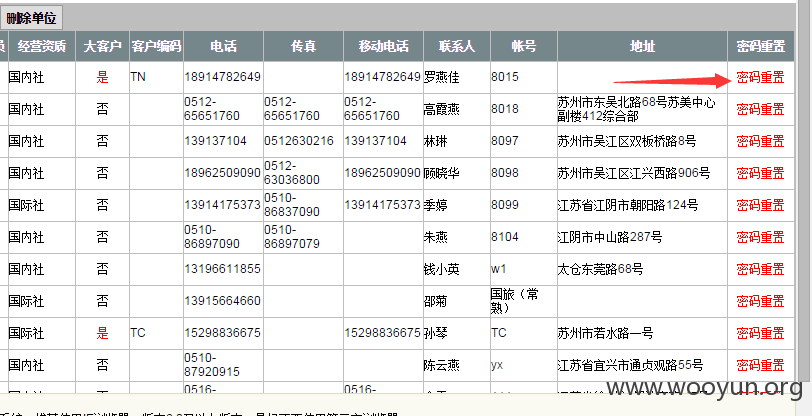 删除单位
经营资质 大客户 客户编码 电话 传真 移动电话 联系人 帐号 地址 密码重置
国内社 是 TN 18914782649 18914782649 罗燕佳 8015 密码重置
国内社 否 0512-65651760 0512-65651760 0512-65651760 高霞燕 8018 苏州市东吴北路68号苏美中心副楼412综合部 密码重置
国内社 否 139137104 0512630216 139137104 林琳 8097 苏州市吴江区双板桥路8号 密码重置
国内社 否 18962509090 0512-63036800 18962509090 顾晓华 8098 苏州市吴江区江兴西路906号 密码重置
国际社 否 13914175373 0510-86837090 13914175373 季婷 8099 江苏省江阴市朝阳路124号 密码重置
国内社 否 0510-86897090 0510-86897079 朱燕 8104 江阴市中山路287号 密码重置
国内社 否 13196611855 钱小英 w1 太仓东莞路68号 密码重置
国际社 否 13915664660 邵菊 国旅（常熟） 密码重置
国际社 是 TC 15298836675 15298836675 孙琴 TC 苏州市若水路一号 密码重置
国内社 否 0510-87920915 陈云燕 yx 江苏省宜兴市通贞观路55号 密码重置
0516- 0516-
www.wooyun.org